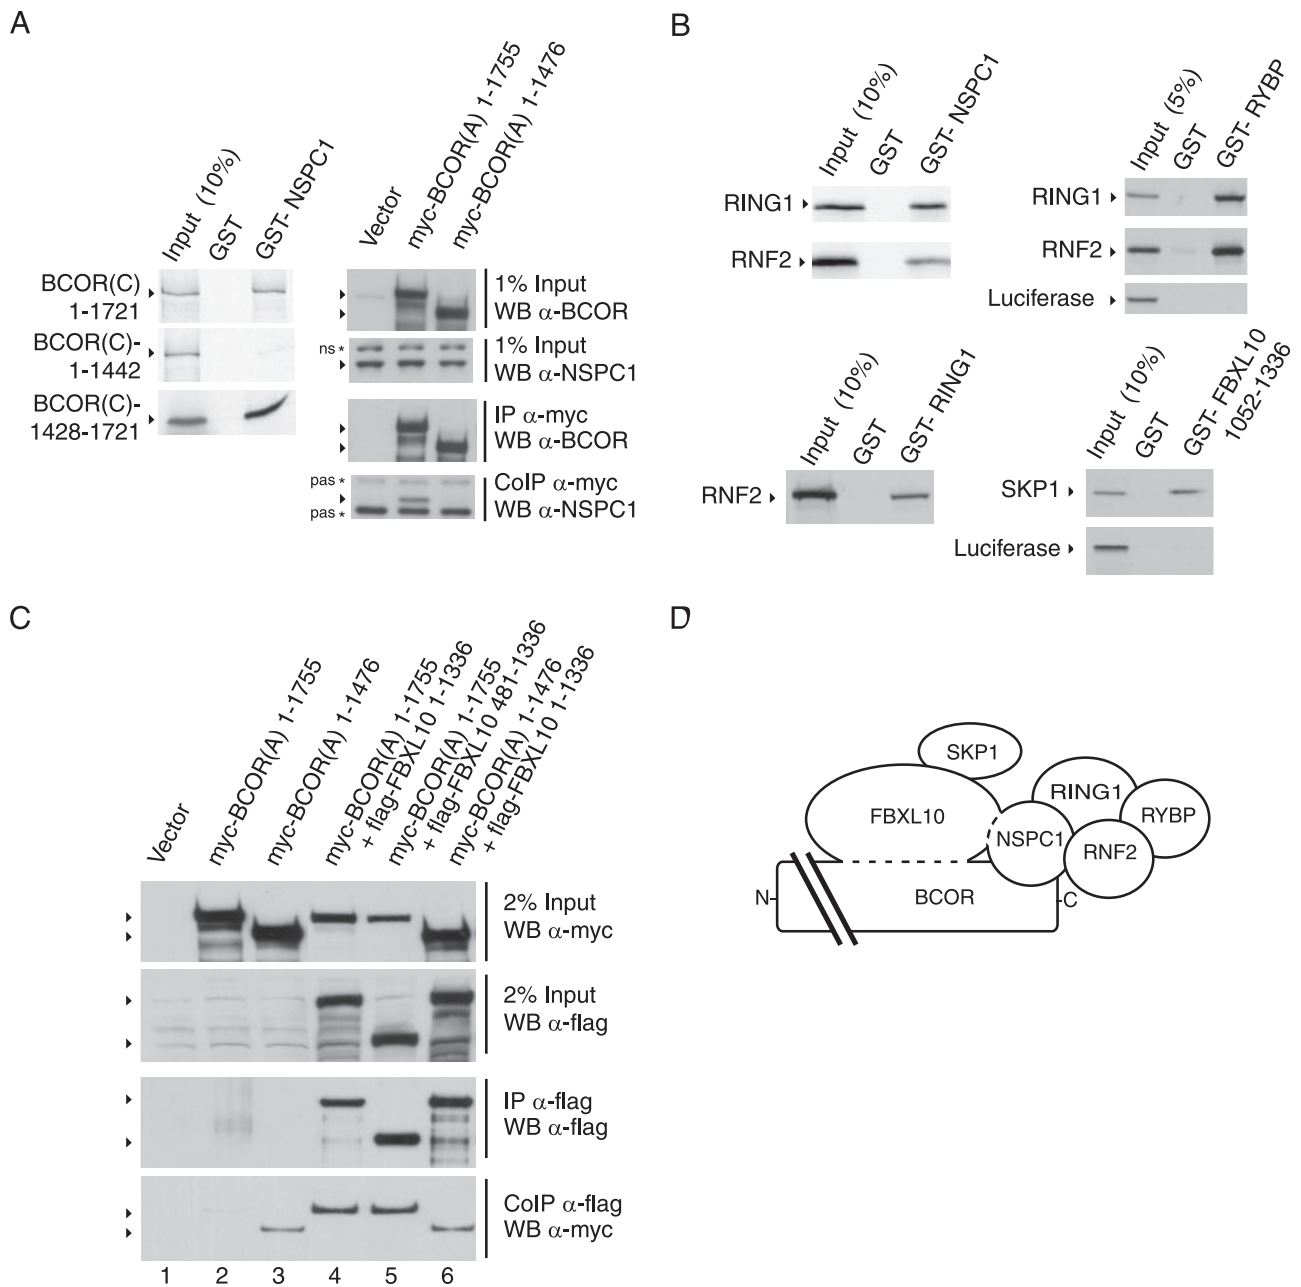 A
Input (10%)
GST
GST- NSPC1
BCOR(C)
1-1721
BCOR(C)-
1-1442
BCOR(C)-
1428-1721
Vector
myc-BCOR(A) 1-1755
myc-BCOR(A) 1-1476
1% Input
WB α-BCOR
ns *
1% Input
WB α-NSPC1
IP α-myc
WB α-BCOR
pas *
pas *
CoIP α-myc
WB α-NSPC1
B
Input (10%)
GST
GST- NSPC1
RING1
RNF2
Input (5%)
GST
GST- RYBP
RING1
RNF2
Luciferase
Input (10%)
GST
GST- RING1
RNF2
Input (10%)
GST
GST- FBXL10
1052-1336
SKP1
Luciferase
C
Vector
myc-BCOR(A) 1-1755
myc-BCOR(A) 1-1476
myc-BCOR(A) 1-1755
+ flag-FBXL10 1-1336
myc-BCOR(A) 1-1755
+ flag-FBXL10 481-1336
myc-BCOR(A) 1-1476
+ flag-FBXL10 1-1336
2% Input
WB α-myc
2% Input
WB α-flag
IP α-flag
WB α-flag
CoIP α-flag
WB α-myc
1 2 3 4 5 6
D
SKP1
FBXL10
RING1
NSPC1
RYBP
RNF2
N-
BCOR
-C